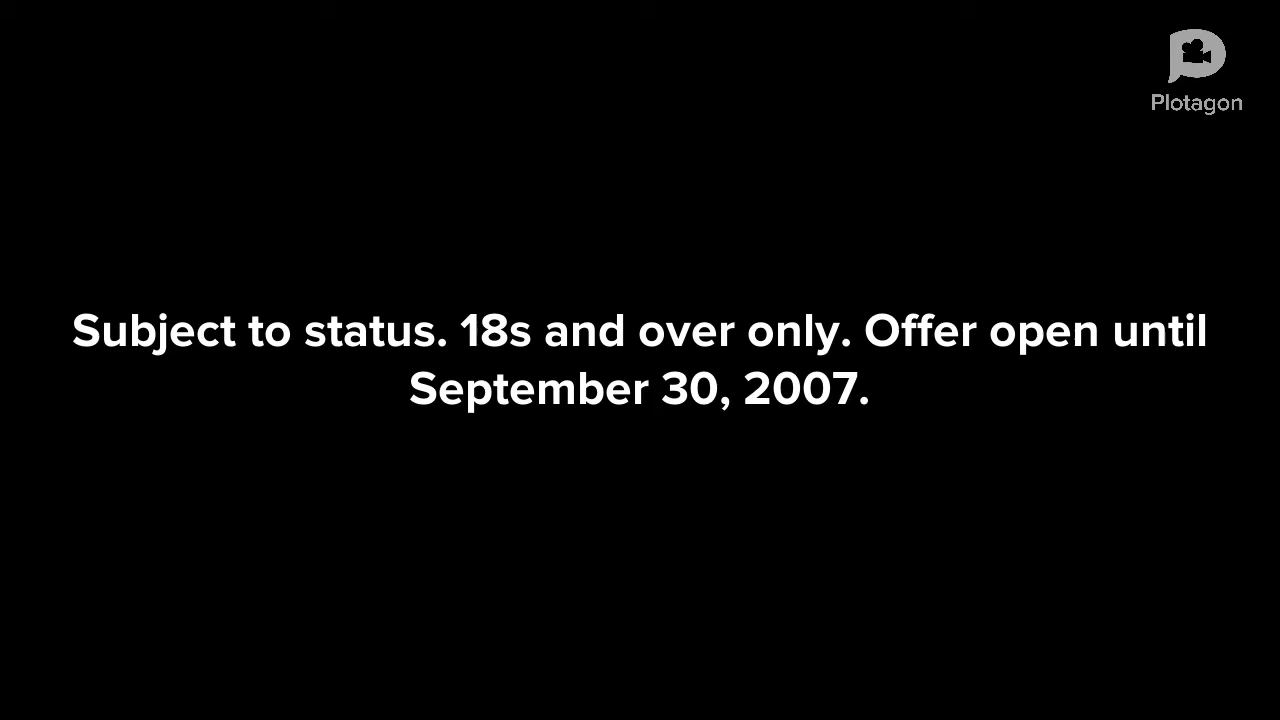 Plotagon
Subject to status. 18s and over only. Offer open until
September 30, 2007.